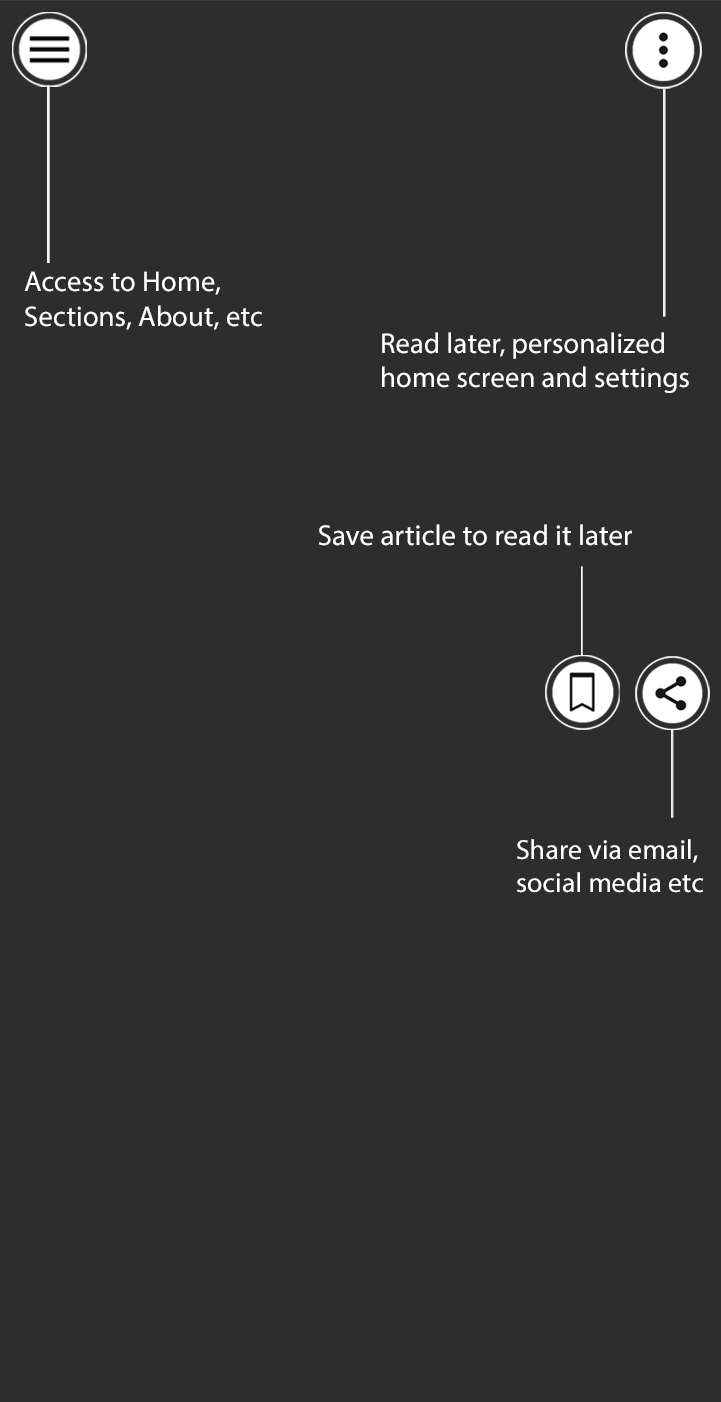 Access to Home,
Sections, About, etc
Read later, personalized
home screen and settings
Save article to read it later
Share via email,
social media etc